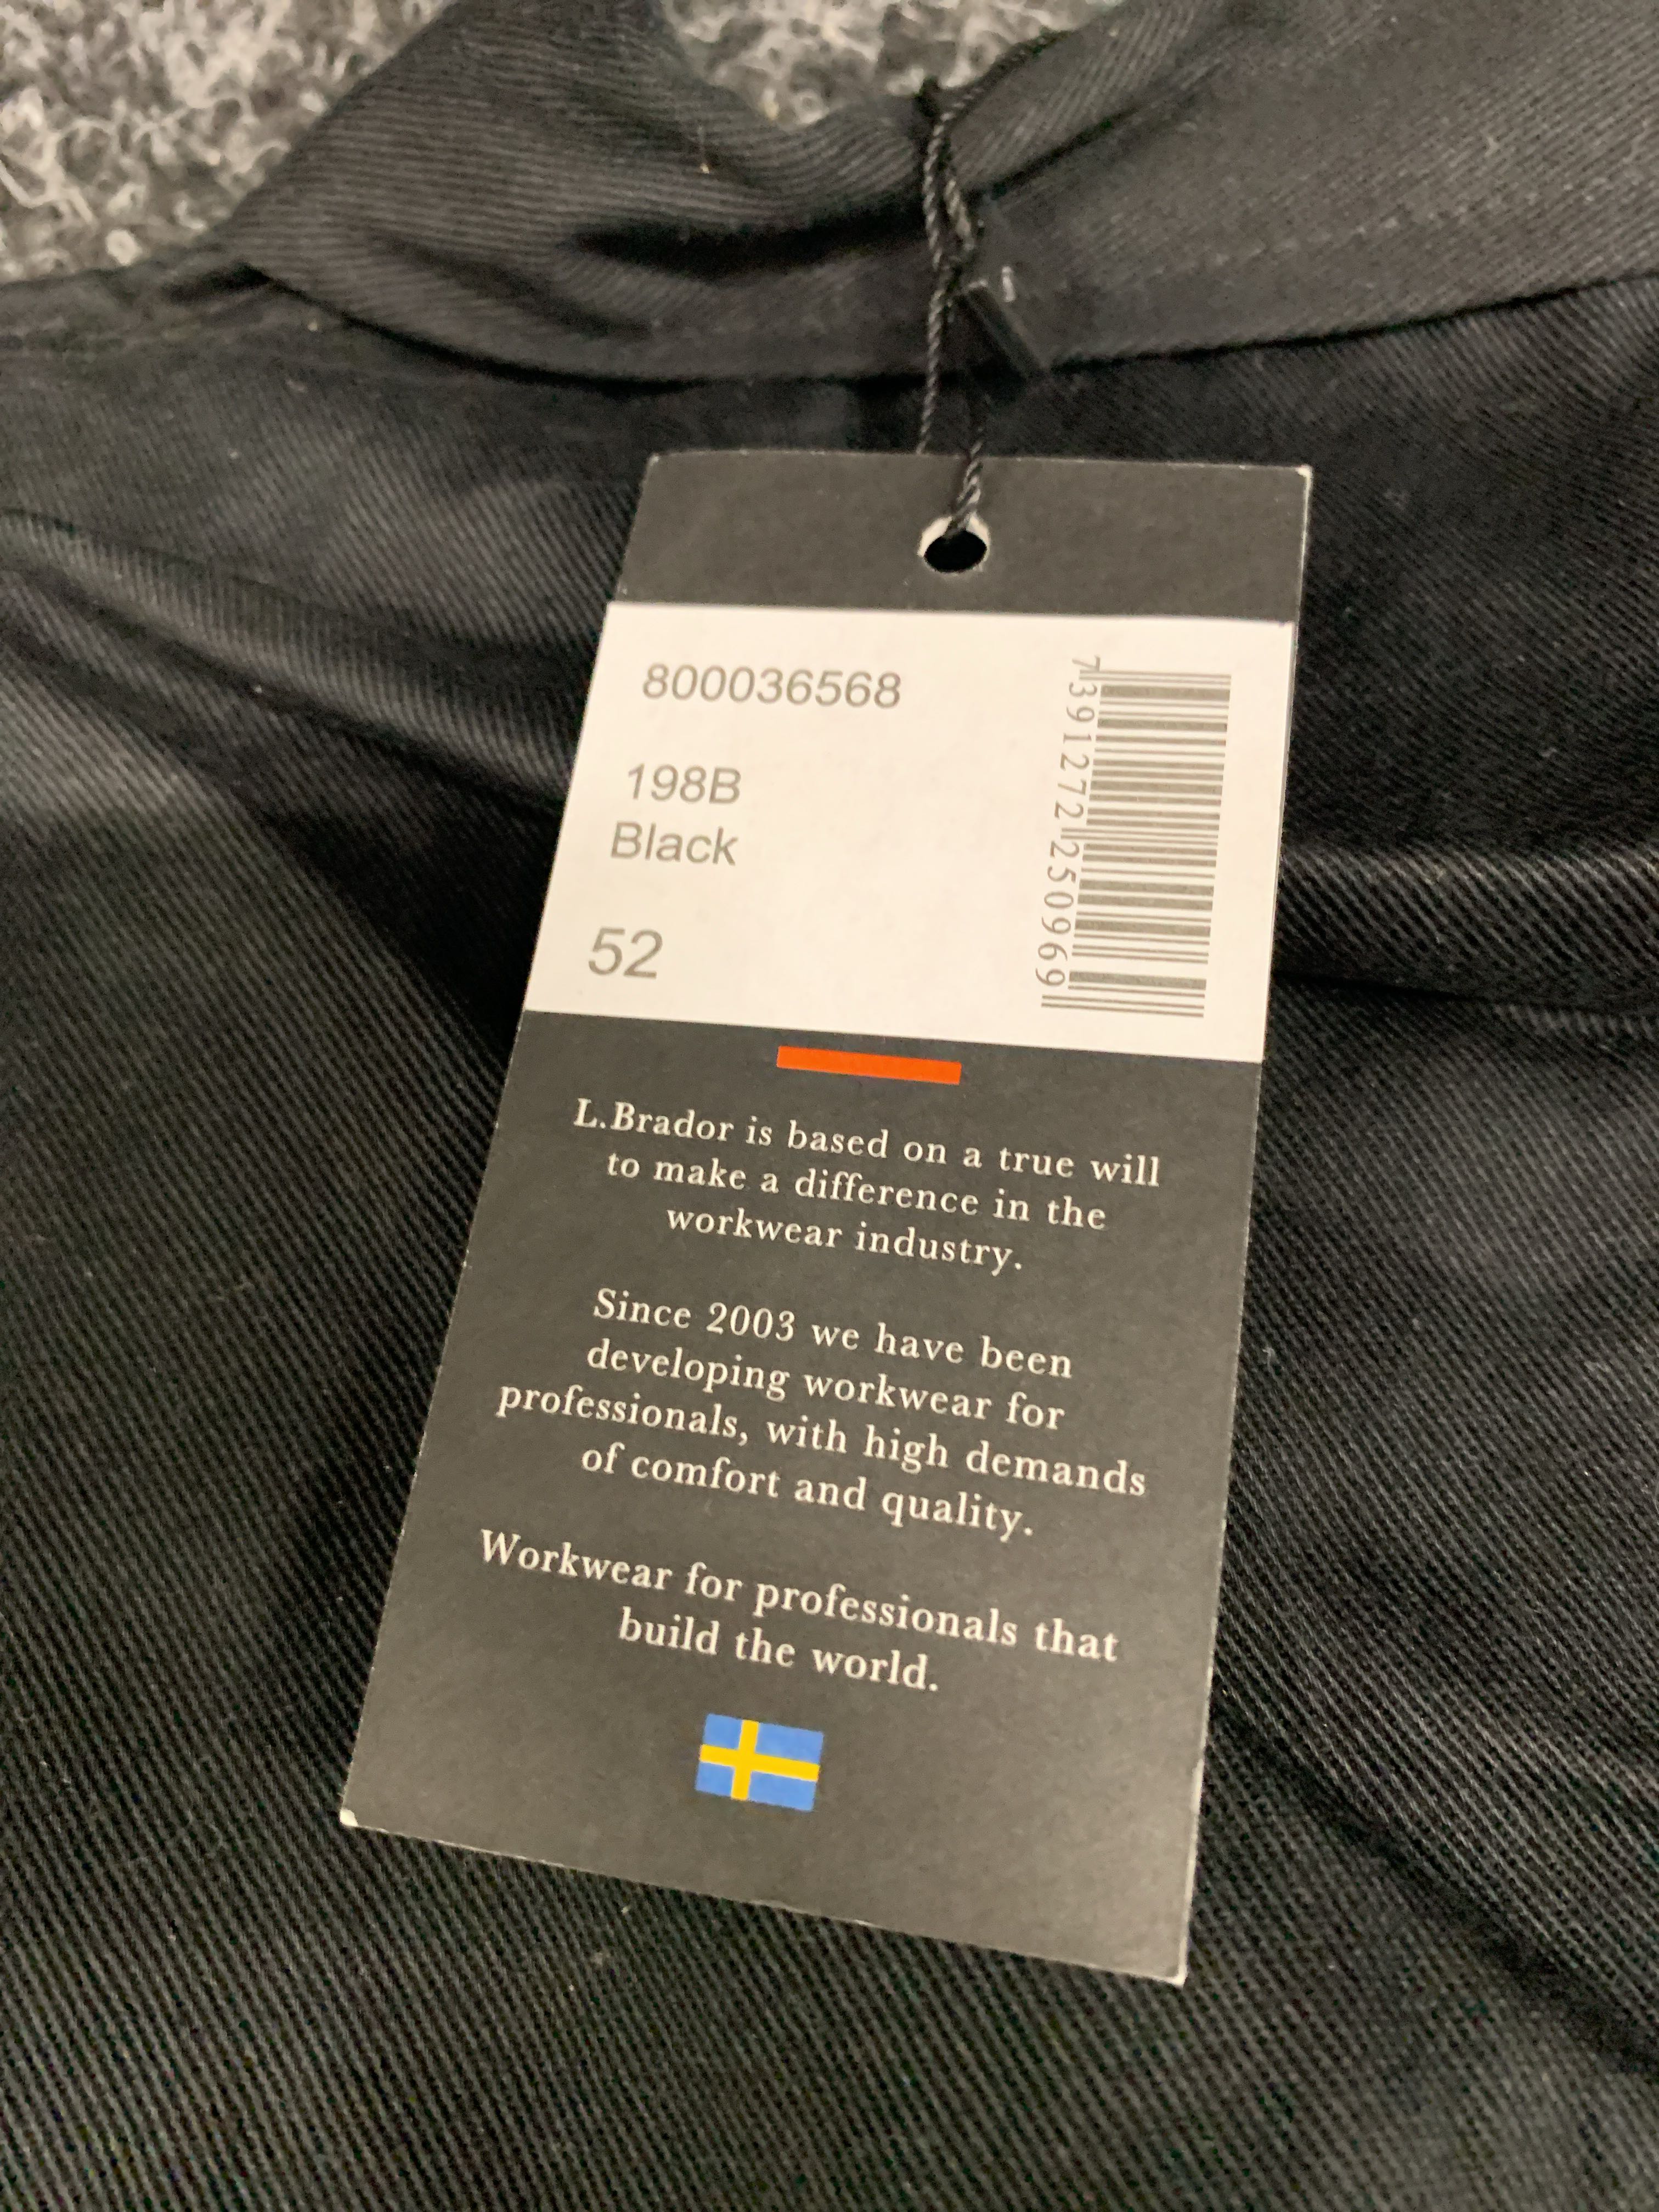 800036568
198B
Black
52
7391272250969
L.Brador is based on a true will
to make a difference in the
workwear industry.
Since 2003 we have been
developing workwear for
professionals, with high demands
of comfort and quality.
Workwear for professionals that
build the world.